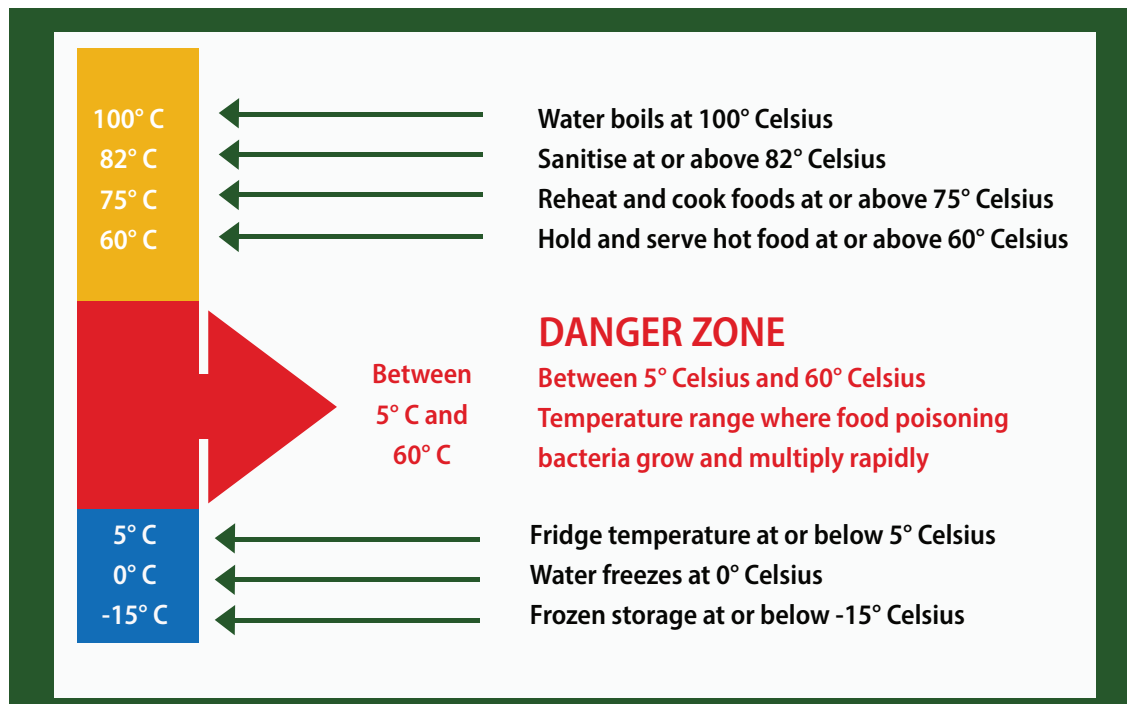 100° C
Water boils at 100° Celsius
82° C
Sanitise at or above 82° Celsius
75° C
Reheat and cook foods at or above 75° Celsius
60° C
Hold and serve hot food at or above 60° Celsius
DANGER ZONE
Between
5° C and
60° C
Between 5° Celsius and 60° Celsius
Temperature range where food poisoning
bacteria grow and multiply rapidly
5° C
Fridge temperature at or below 5° Celsius
0° C
Water freezes at 0° Celsius
-15° C
Frozen storage at or below -15° Celsius